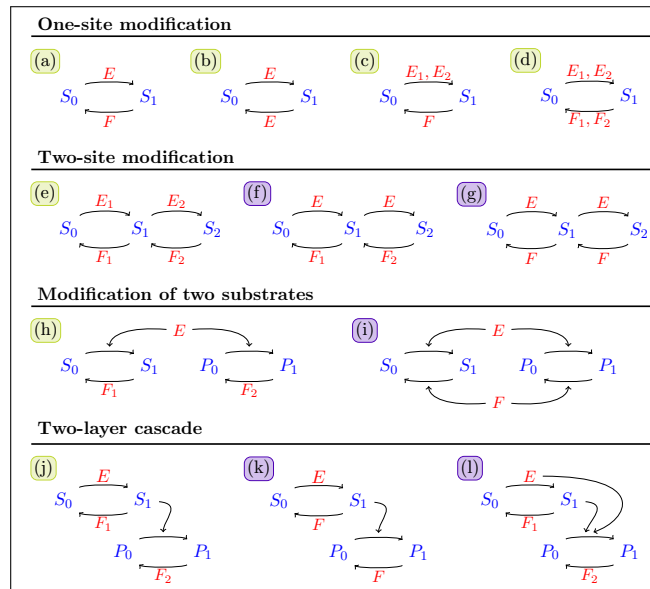 One-site modification
(a) (b) (c) (d)
E E E₁, E₂ E₁, E₂
S₀ S₁ S₀ S₁ S₀ S₁ S₀ S₁
F E F F₁, F₂
Two-site modification
(e) (f) (g)
E₁ E₂ E E E E
S₀ S₁ S₂ S₀ S₁ S₂ S₀ S₁ S₂
F₁ F₂ F₁ F₂ F F
Modification of two substrates
(h) (i)
E E
S₀ S₁ P₀ P₁ S₀ S₁ P₀ P₁
F₁ F₂
F
Two-layer cascade
(j) (k) (l)
E E E
S₀ S₁ S₀ S₁ S₀ S₁
F₁ F F₁
P₀ P₁ P₀ P₁ P₀ P₁
F₂ F F₂